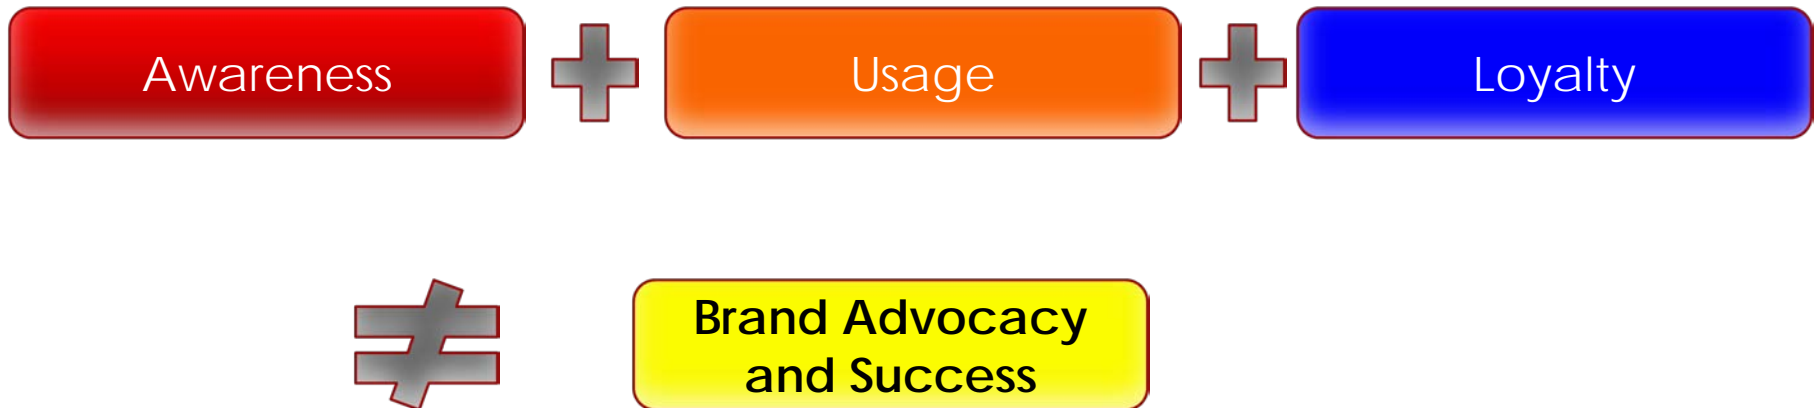 Awareness + Usage + Loyalty
≠ Brand Advocacy
and Success